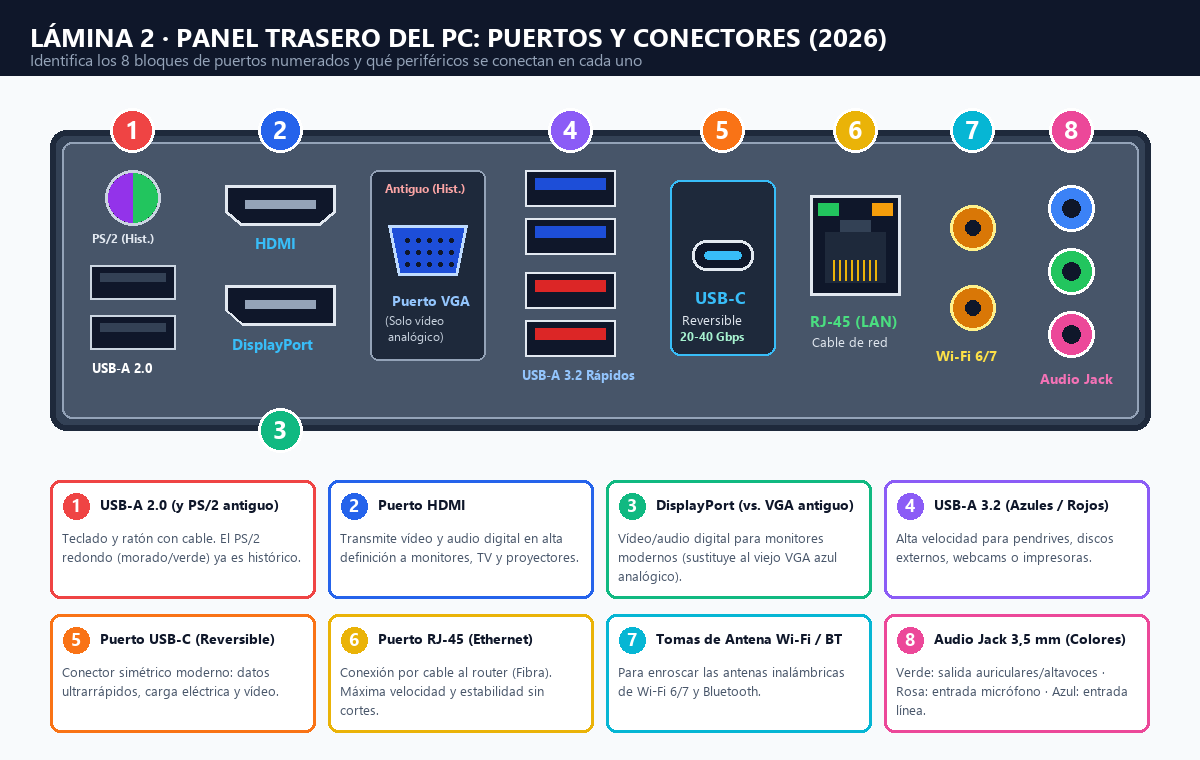 LÁMINA 2 · PANEL TRASERO DEL PC: PUERTOS Y CONECTORES (2026)
Identifica los 8 bloques de puertos numerados y qué periféricos se conectan en cada uno
1
2
4
5
6
7
8
PS/2 (Hist.)
USB-A 2.0
HDMI
DisplayPort
3
Antiguo (Hist.)
Puerto VGA
(Solo vídeo
analógico)
USB-A 3.2 Rápidos
USB-C
Reversible
20-40 Gbps
RJ-45 (LAN)
Cable de red
Wi-Fi 6/7
Audio Jack
1 USB-A 2.0 (y PS/2 antiguo)
Teclado y ratón con cable. El PS/2
redondo (morado/verde) ya es histórico.
2 Puerto HDMI
Transmite vídeo y audio digital en alta
definición a monitores, TV y proyectores.
3 DisplayPort (vs. VGA antiguo)
Vídeo/audio digital para monitores
modernos (sustituye al viejo VGA azul
analógico).
4 USB-A 3.2 (Azules / Rojos)
Alta velocidad para pendrives, discos
externos, webcams o impresoras.
5 Puerto USB-C (Reversible)
Conector simétrico moderno: datos
ultrarrápidos, carga eléctrica y vídeo.
6 Puerto RJ-45 (Ethernet)
Conexión por cable al router (Fibra).
Máxima velocidad y estabilidad sin
cortes.
7 Tomas de Antena Wi-Fi / BT
Para enroscar las antenas inalámbricas
de Wi-Fi 6/7 y Bluetooth.
8 Audio Jack 3,5 mm (Colores)
Verde: salida auriculares/altavoces ·
Rosa: entrada micrófono · Azul: entrada
línea.